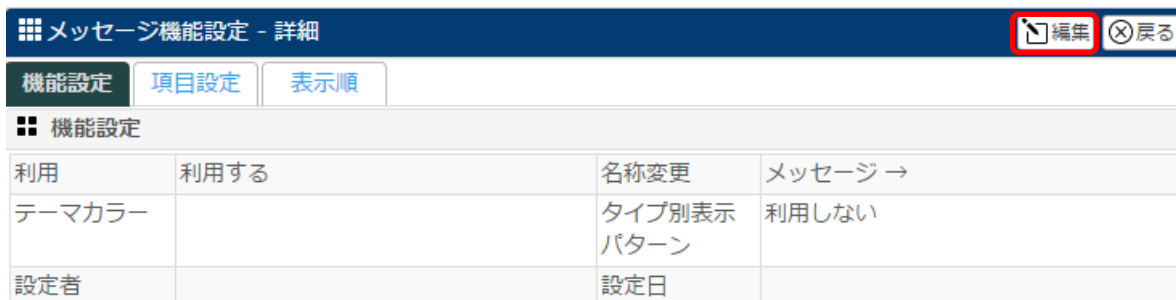 メッセージ機能設定 - 詳細 編集 戻る
機能設定 項目設定 表示順
機能設定
利用 利用する 名称変更 メッセージ →
テーマカラー タイプ別表示 利用しない
パターン
設定者 設定日